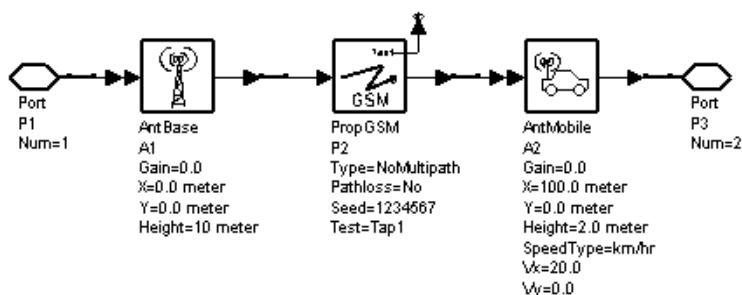 Test
GSM
Port
P1
Num=1
AntBase
A1
Gain=0.0
X=0.0 meter
Y=0.0 meter
Height=10 meter
PropGSM
P2
Type=NoMultipath
Pathloss=No
Seed=1234567
Test=Tap1
AntMobile
A2
Gain=0.0
X=100.0 meter
Y=0.0 meter
Height=2.0 meter
SpeedType=km/hr
Vx=20.0
Vy=0.0
Port
P3
Num=2